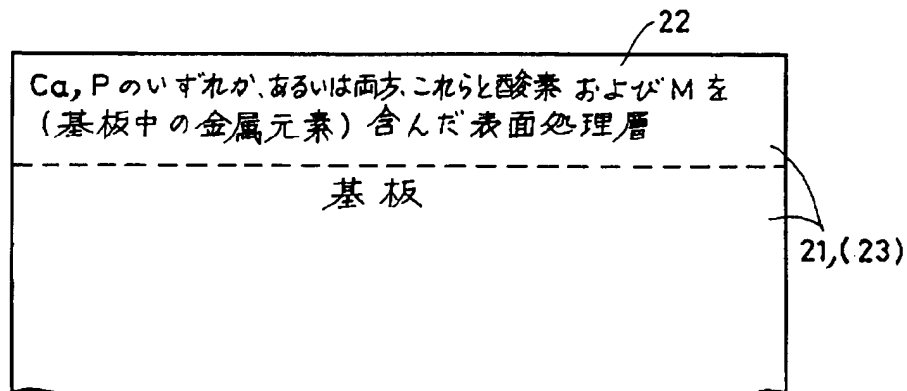 22
Ca, Pのいずれか、あるいは両方、これらと酸素 および Mを
(基板中の金属元素) 含んだ表面処理層
基板
21,(23)